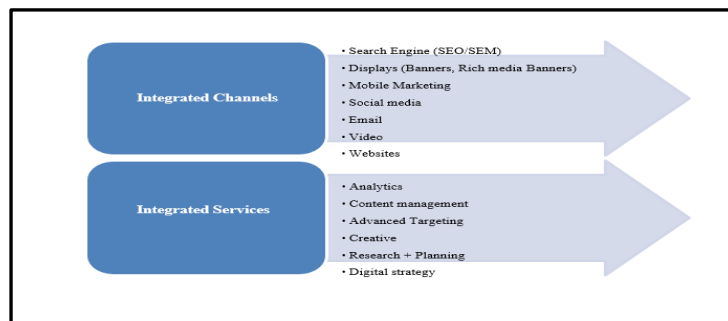 Integrated Channels
• Search Engine (SEO/SEM)
• Displays (Banners, Rich media Banners)
• Mobile Marketing
• Social media
• Email
• Video
• Websites
Integrated Services
• Analytics
• Content management
• Advanced Targeting
• Creative
• Research + Planning
• Digital strategy